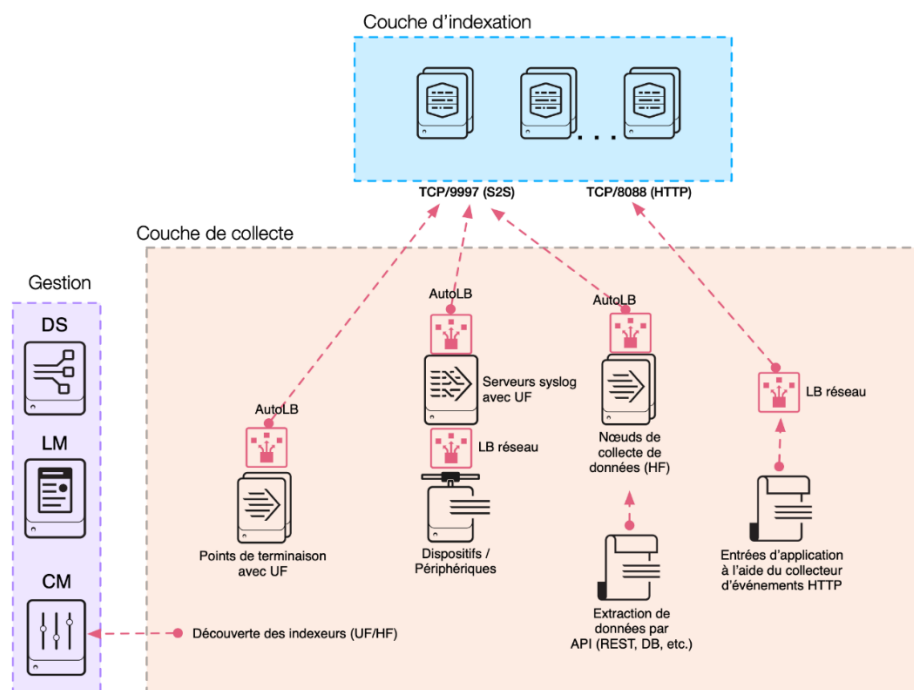 Couche d'indexation
TCP/9997 (S2S)
TCP/8088 (HTTP)
Couche de collecte
Gestion
DS
LM
CM
AutoLB
Points de terminaison
avec UF
AutoLB
Serveurs syslog
avec UF
LB réseau
Dispositifs /
Périphériques
AutoLB
Nœuds de
collecte de
données (HF)
Extraction de
données par
API (REST, DB, etc.)
LB réseau
Entrées d'application
à l'aide du collecteur
d'événements HTTP
Découverte des indexeurs (UF/HF)